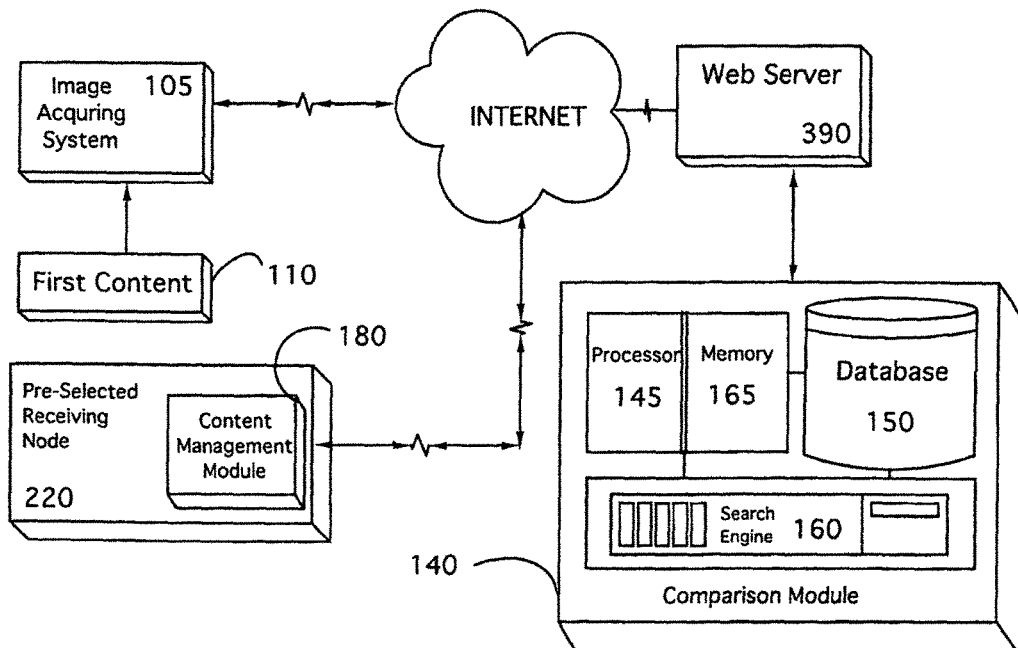 Image 105
Acquring
System
First Content
110
INTERNET
Web Server
390
180
Pre-Selected
Receiving
Node
220
Content
Management
Module
Processor
145
Memory
165
Database
150
Search
Engine
160
140
Comparison Module